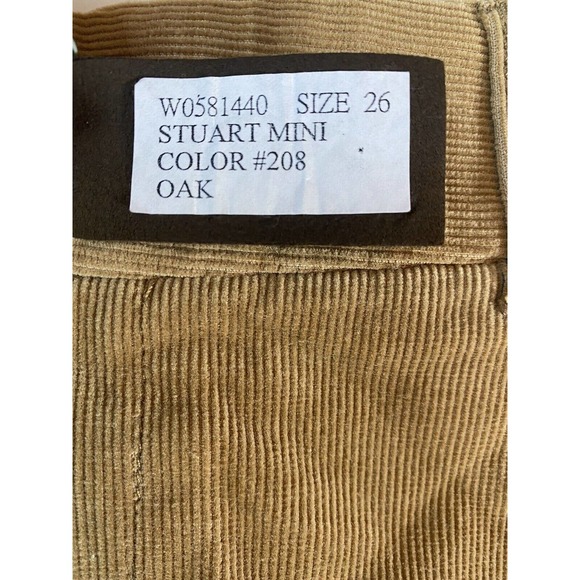 W0581440 SIZE 26
STUART MINI
COLOR #208
OAK